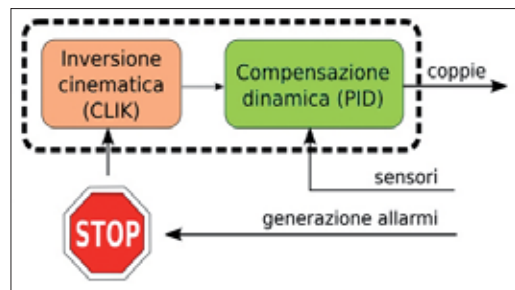 Inversione
cinematica
(CLIK)
Compensazione
dinamica (PID)
coppie
sensori
generazione allarmi
STOP